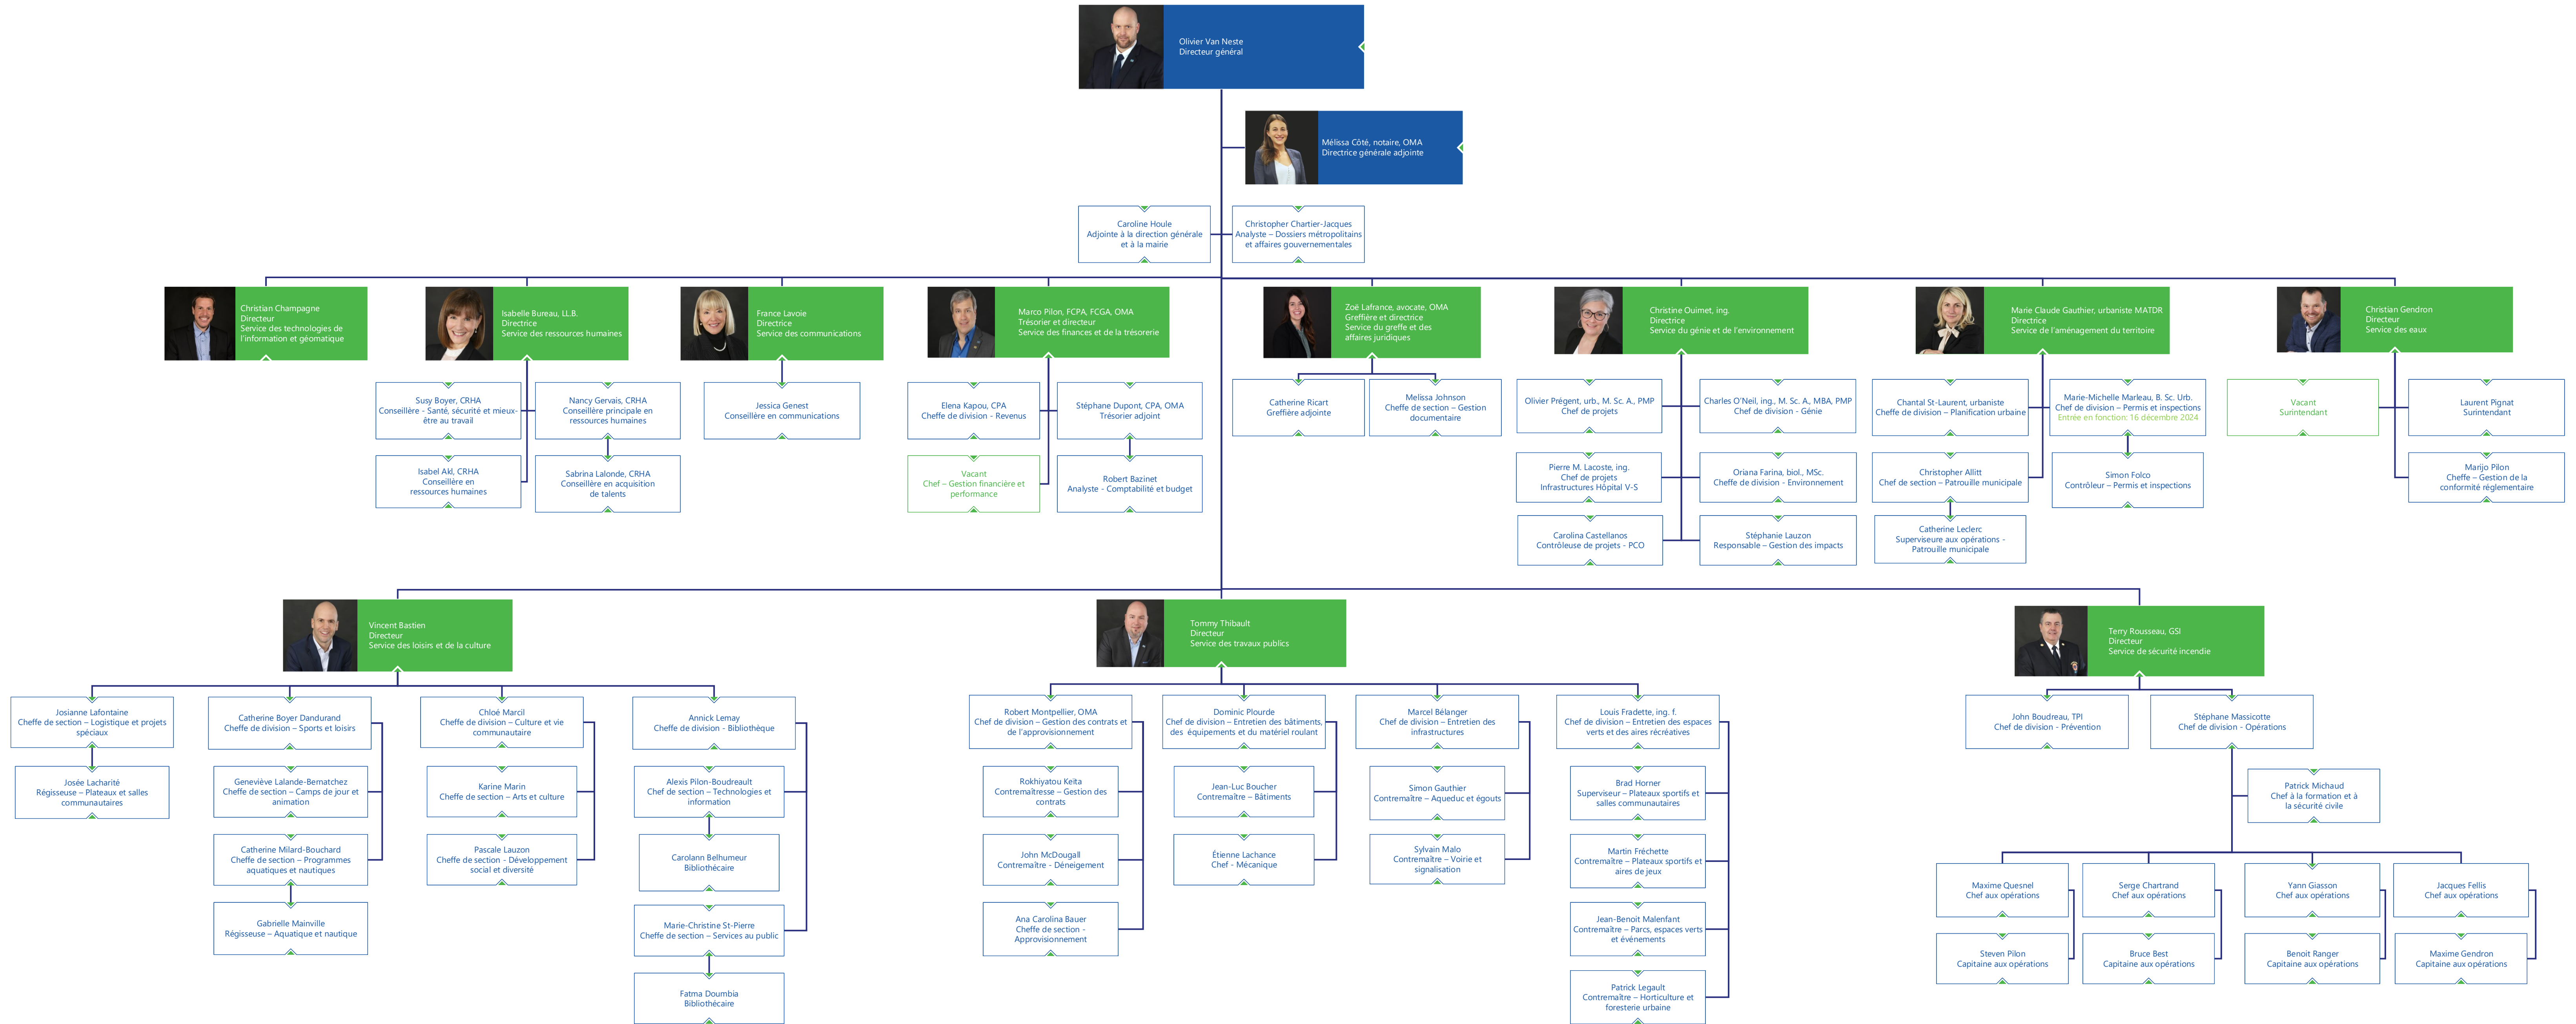 Olivier Van Neste
Directeur général
Mélissa Côté, notaire, OMA
Directrice générale adjointe
Caroline Houle
Adjointe à la direction générale
et à la mairie
Christopher Chartier-Jacques
Analyste – Dossiers métropolitains
et affaires gouvernementales
Christian Champagne
Directeur
Service des technologies de
l'information et géomatique
Isabelle Bureau, LL.B.
Directrice
Service des ressources humaines
France Lavoie
Directrice
Service des communications
Marco Pilon, FCPA, FCGA, OMA
Trésorier et directeur
Service des finances et de la trésorerie
Zoë Lafrance, avocate, OMA
Greffière et directrice
Service du greffe et des
affaires juridiques
Christine Ouimet, ing.
Directrice
Service du génie et de l'environnement
Marie Claude Gauthier, urbaniste MATDR
Directrice
Service de l'aménagement du territoire
Christian Gendron
Directeur
Service des eaux
Susy Boyer, CRHA
Conseillère - Santé, sécurité et mieux-
être au travail
Nancy Gervais, CRHA
Conseillère principale en
ressources humaines
Isabel Akl, CRHA
Conseillère en
ressources humaines
Sabrina Lalonde, CRHA
Conseillère en acquisition
de talents
Jessica Genest
Conseillère en communications
Elena Kapou, CPA
Cheffe de division - Revenus
Stéphane Dupont, CPA, OMA
Trésorier adjoint
Vacant
Chef – Gestion financière et
performance
Robert Bazinet
Analyste - Comptabilité et budget
Catherine Ricart
Greffière adjointe
Melissa Johnson
Cheffe de section – Gestion
documentaire
Olivier Prégent, urb., M. Sc. A., PMP
Chef de projets
Charles O'Neil, ing., M. Sc. A., MBA, PMP
Chef de division - Génie
Pierre M. Lacoste, ing.
Chef de projets
Infrastructures Hôpital V-S
Oriana Farina, biol., MSc.
Cheffe de division - Environnement
Carolina Castellanos
Contrôleuse de projets - PCO
Stéphanie Lauzon
Responsable – Gestion des impacts
Chantal St-Laurent, urbaniste
Cheffe de division – Planification urbaine
Marie-Michelle Marleau, B. Sc. Urb.
Chef de division – Permis et inspections
Entrée en fonction: 16 décembre 2024
Christopher Allitt
Chef de section – Patrouille municipale
Simon Folco
Contrôleur – Permis et inspections
Catherine Leclerc
Superviseure aux opérations -
Patrouille municipale
Vacant
Surintendant
Laurent Pignat
Surintendant
Marijo Pilon
Cheffe – Gestion de la
conformité réglementaire
Vincent Bastien
Directeur
Service des loisirs et de la culture
Tommy Thibault
Directeur
Service des travaux publics
Terry Rousseau, GSI
Directeur
Service de sécurité incendie
Josianne Lafontaine
Cheffe de section – Logistique et projets
spéciaux
Josée Lacharité
Régisseuse – Plateaux et salles
communautaires
Catherine Boyer Dandurand
Cheffe de division – Sports et loisirs
Geneviève Lalande-Bernatchez
Cheffe de section – Camps de jour et
animation
Catherine Milard-Bouchard
Cheffe de section – Programmes
aquatiques et nautiques
Gabrielle Mainville
Régisseuse – Aquatique et nautique
Chloé Marcil
Cheffe de division – Culture et vie
communautaire
Karine Marin
Cheffe de section – Arts et culture
Pascale Lauzon
Cheffe de section - Développement
social et diversité
Annick Lemay
Cheffe de division - Bibliothèque
Alexis Pilon-Boudreault
Chef de section – Technologies et
information
Carolann Belhumeur
Bibliothécaire
Marie-Christine St-Pierre
Cheffe de section – Services au public
Fatma Doumbia
Bibliothécaire
Robert Montpellier, OMA
Chef de division – Gestion des contrats et
de l'approvisionnement
Rokhiyatou Keita
Contremaîtresse – Gestion des
contrats
John McDougall
Contremaître - Déneigement
Ana Carolina Bauer
Cheffe de section -
Approvisionnement
Dominic Plourde
Chef de division – Entretien des bâtiments,
des équipements et du matériel roulant
Jean-Luc Boucher
Contremaître – Bâtiments
Étienne Lachance
Chef - Mécanique
Marcel Bélanger
Chef de division – Entretien des
infrastructures
Simon Gauthier
Contremaître – Aqueduc et égouts
Sylvain Malo
Contremaître – Voirie et
signalisation
Louis Fradette, ing. f.
Chef de division – Entretien des espaces
verts et des aires récréatives
Brad Horner
Superviseur – Plateaux sportifs et
salles communautaires
Martin Fréchette
Contremaître – Plateaux sportifs et
aires de jeux
Jean-Benoit Malenfant
Contremaître – Parcs, espaces verts
et événements
Patrick Legault
Contremaître – Horticulture et
foresterie urbaine
John Boudreau, TPI
Chef de division - Prévention
Stéphane Massicotte
Chef de division - Opérations
Patrick Michaud
Chef à la formation et à
la sécurité civile
Maxime Quesnel
Chef aux opérations
Serge Chartrand
Chef aux opérations
Yann Giasson
Chef aux opérations
Jacques Fellis
Chef aux opérations
Steven Pilon
Capitaine aux opérations
Bruce Best
Capitaine aux opérations
Benoit Ranger
Capitaine aux opérations
Maxime Gendron
Capitaine aux opérations